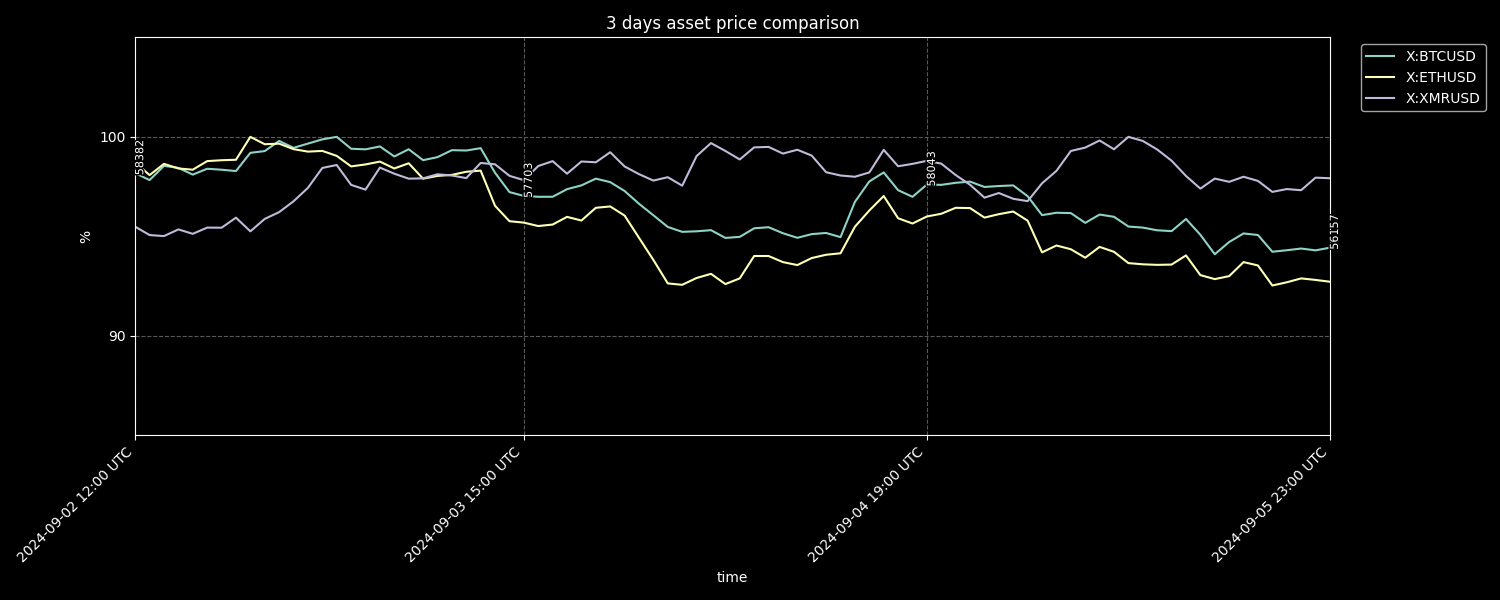 3 days asset price comparison
X:BTCUSD
X:ETHUSD
X:XMRUSD
100
90
%
58382
57703
58043
56157
2024-09-02 12:00 UTC
2024-09-03 15:00 UTC
2024-09-04 19:00 UTC
2024-09-05 23:00 UTC
time